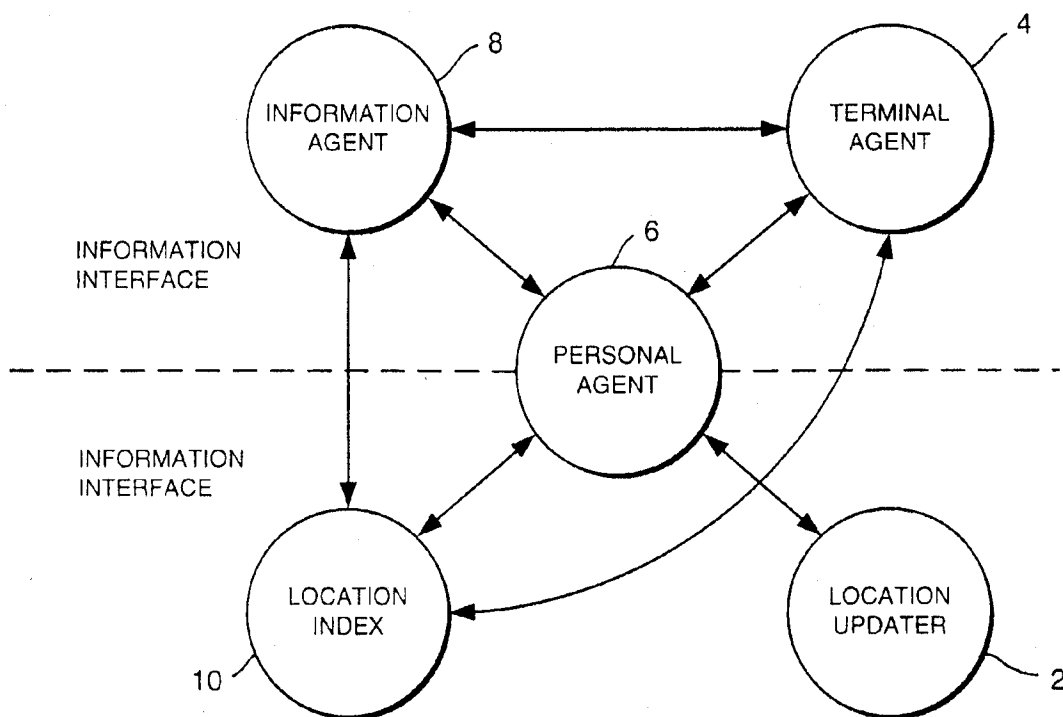 8
4
INFORMATION
AGENT
TERMINAL
AGENT
INFORMATION
INTERFACE
6
PERSONAL
AGENT
INFORMATION
INTERFACE
LOCATION
INDEX
LOCATION
UPDATER
10
2